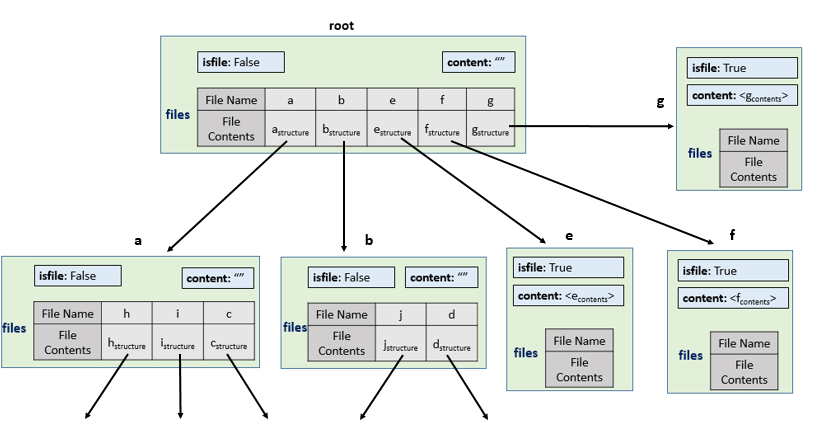 root
isfile: False
content: “”
files
File Name a b e f g
File Contents astructure bstructure estructure fstructure gstructure
g
isfile: True
content: <gcontents>
files
File Name
File Contents
a
isfile: False
content: “”
files
File Name h i c
File Contents hstructure istructure cstructure
b
isfile: False
content: “”
files
File Name j d
File Contents jstructure dstructure
e
isfile: True
content: <econtents>
files
File Name
File Contents
f
isfile: True
content: <fcontents>
files
File Name
File Contents